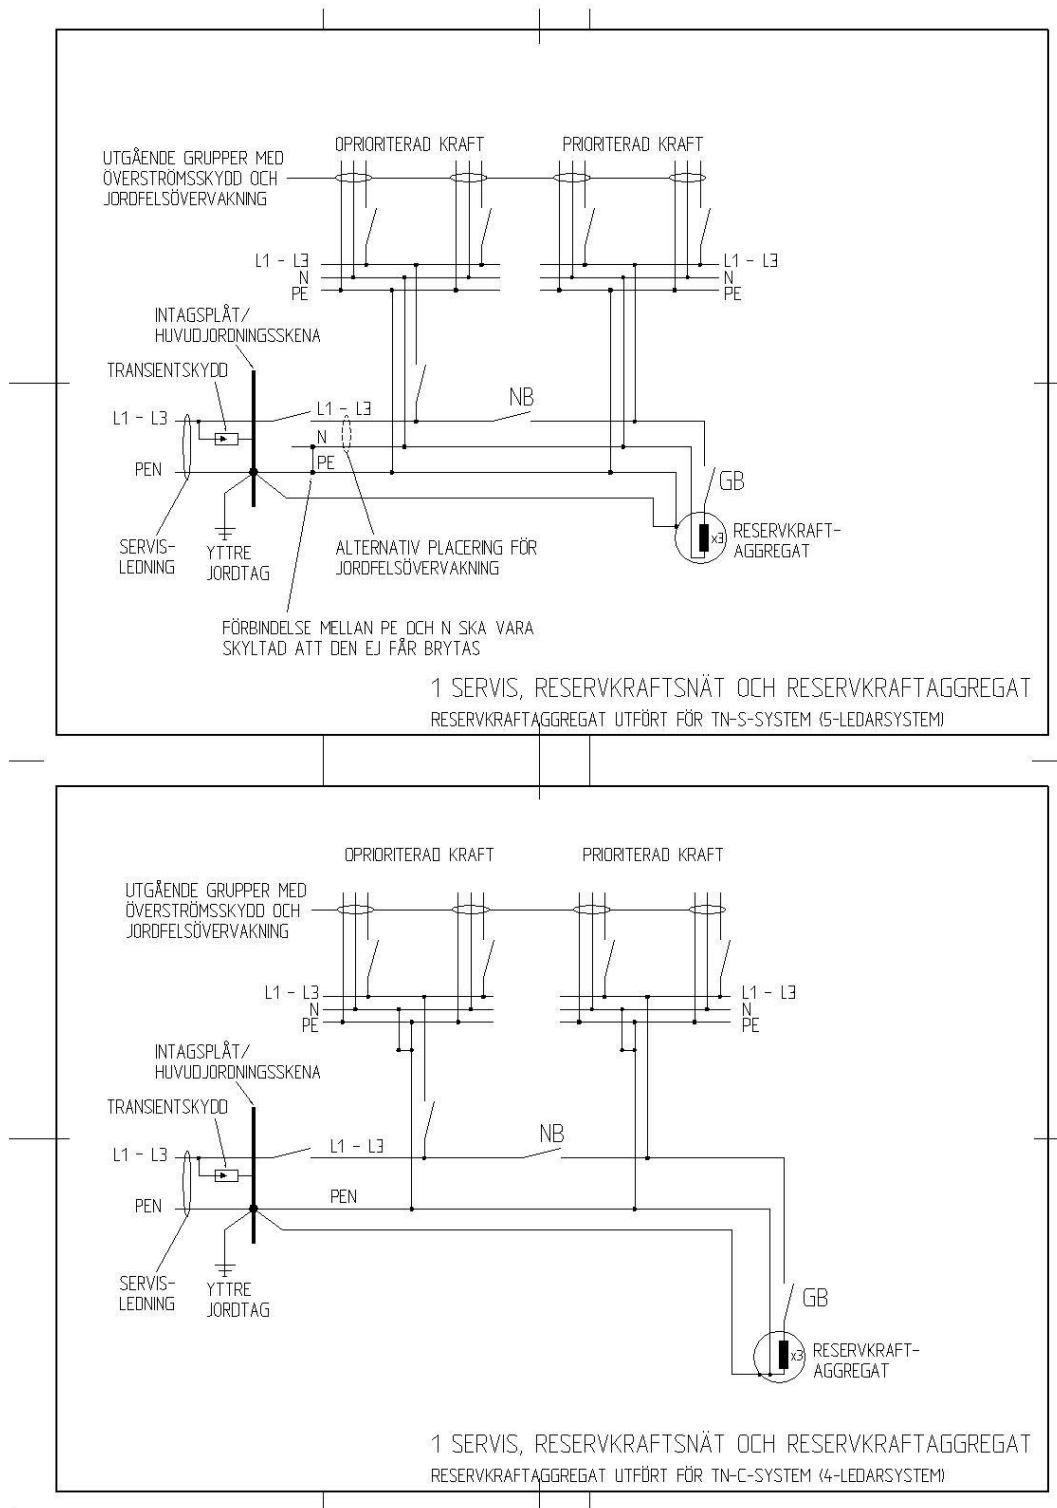 OPRIORITERAD KRAFT
PRIORITERAD KRAFT
UTGÅENDE GRUPPER MED
ÖVERSTRÖMSSKYDD OCH
JORDFELSÖVERVAKNING
L1 - L3
N
PE
L1 - L3
N
PE
INTAGSPLÅT/
HUVUDJORDNINGSSKENA
TRANSIENTSKYDD
L1 - L3
L1 - L3
NB
N
PEN
PE
GB
SERVIS-
LEDNING
YTTRE
JORDTAG
ALTERNATIV PLACERING FÖR
JORDFELSÖVERVAKNING
x3
RESERVKRAFT-
AGGREGAT
FÖRBINDELSE MELLAN PE OCH N SKA VARA
SKYLTAD ATT DEN EJ FÅR BRYTAS
1 SERVIS, RESERVKRAFTSNÄT OCH RESERVKRAFTAGGREGAT
RESERVKRAFTAGGREGAT UTFÖRT FÖR TN-S-SYSTEM (5-LEDARSYSTEM)
OPRIORITERAD KRAFT
PRIORITERAD KRAFT
UTGÅENDE GRUPPER MED
ÖVERSTRÖMSSKYDD OCH
JORDFELSÖVERVAKNING
L1 - L3
N
PE
L1 - L3
N
PE
INTAGSPLÅT/
HUVUDJORDNINGSSKENA
TRANSIENTSKYDD
L1 - L3
L1 - L3
NB
PEN
PEN
SERVIS-
LEDNING
YTTRE
JORDTAG
GB
x3
RESERVKRAFT-
AGGREGAT
1 SERVIS, RESERVKRAFTSNÄT OCH RESERVKRAFTAGGREGAT
RESERVKRAFTAGGREGAT UTFÖRT FÖR TN-C-SYSTEM (4-LEDARSYSTEM)